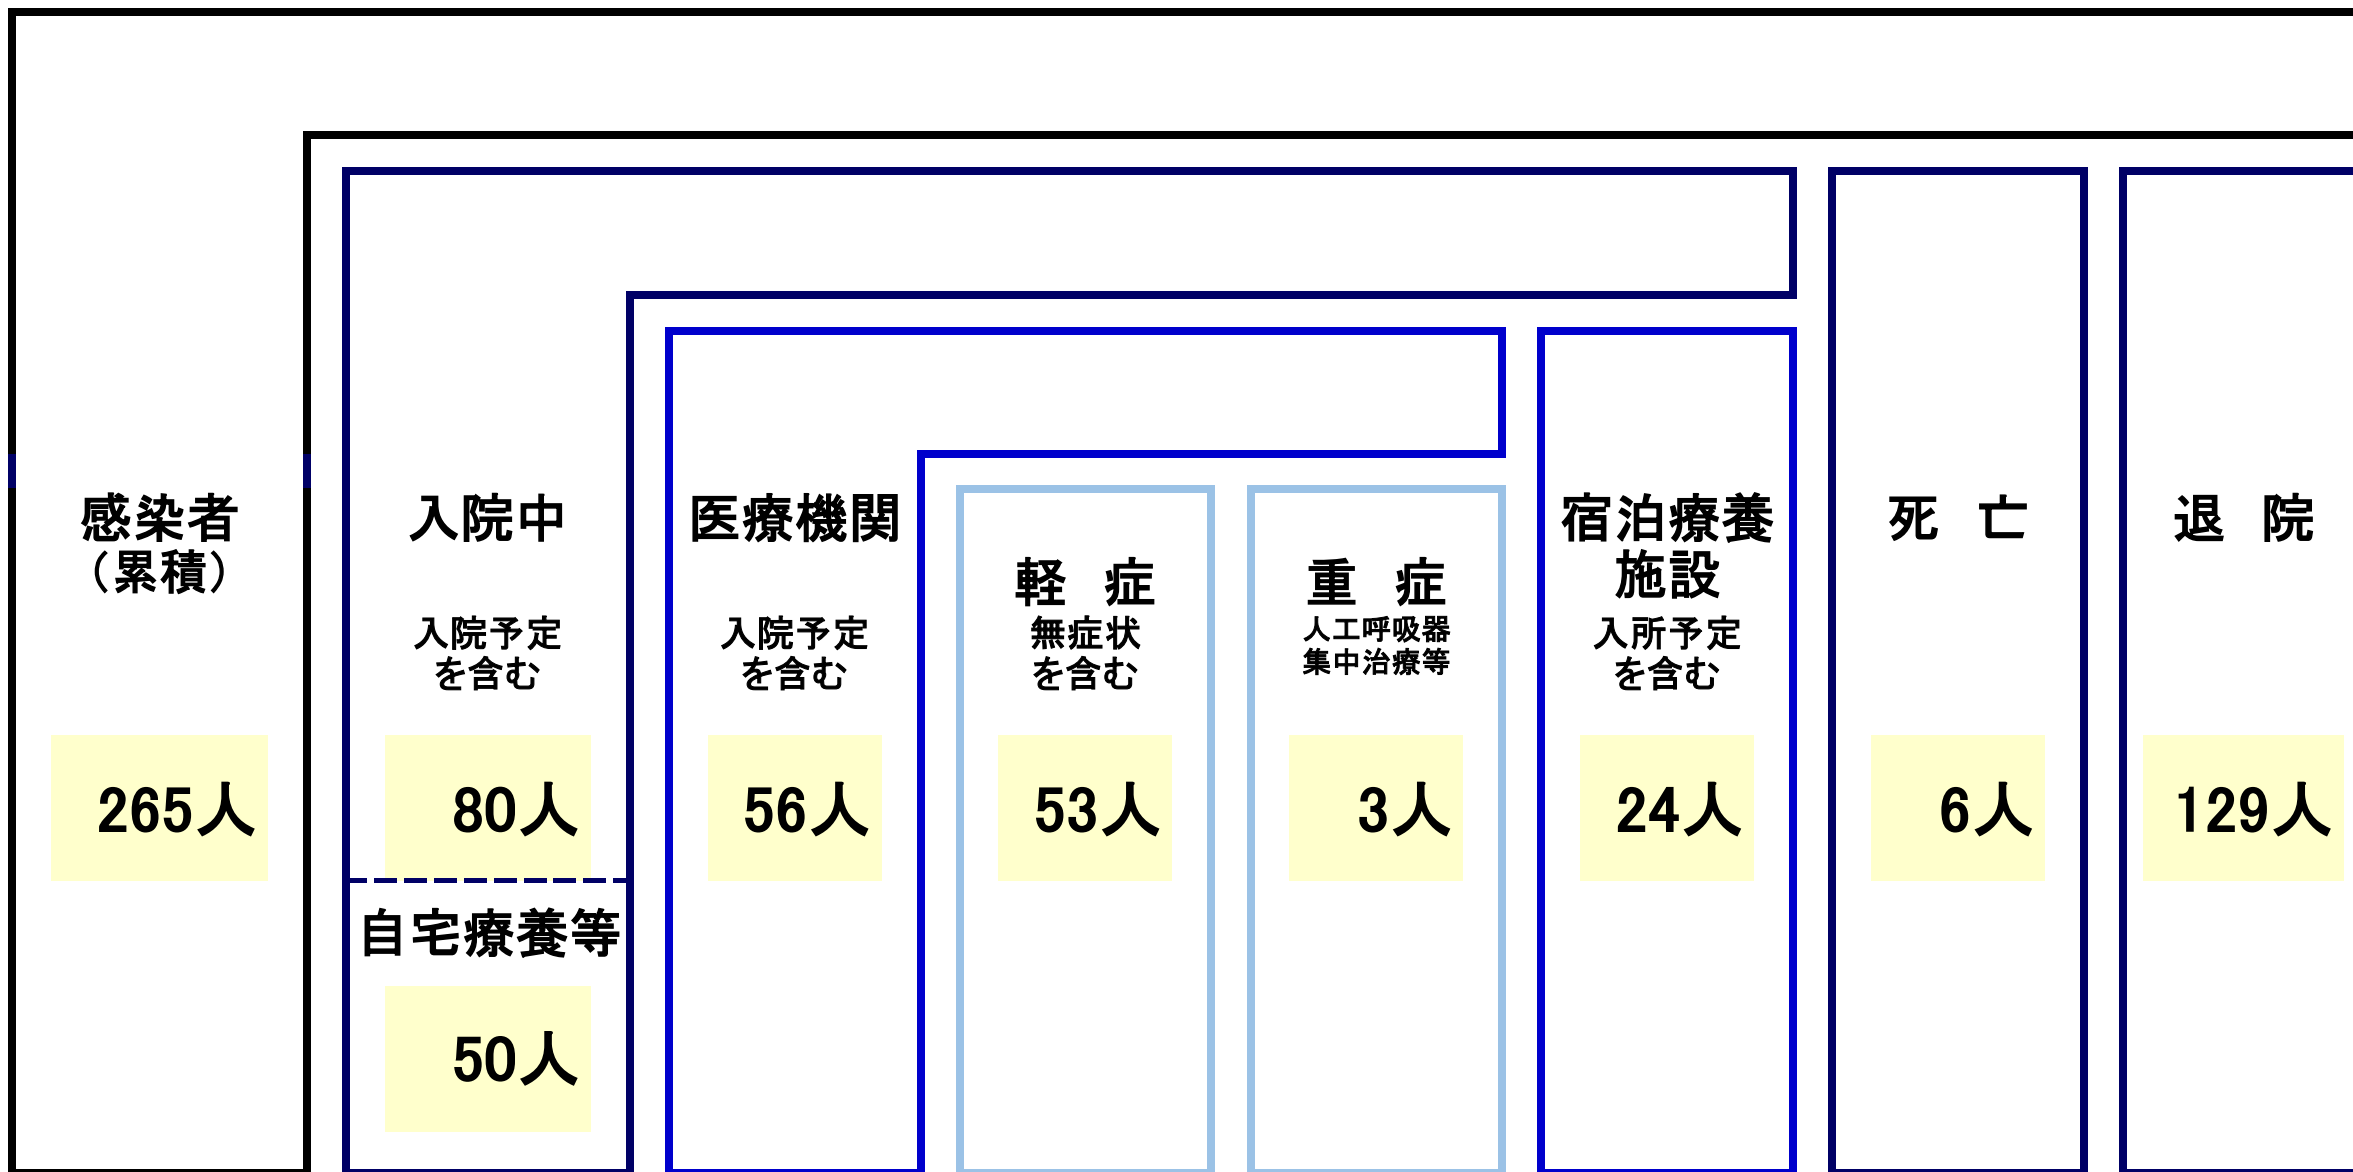 感染者
（累積）
265人
入院中
入院予定
を含む
80人
自宅療養等
50人
医療機関
入院予定
を含む
56人
軽 症
無症状
を含む
53人
重 症
人工呼吸器
集中治療等
3人
宿泊療養
施設
入所予定
を含む
24人
死 亡
6人
退 院
129人